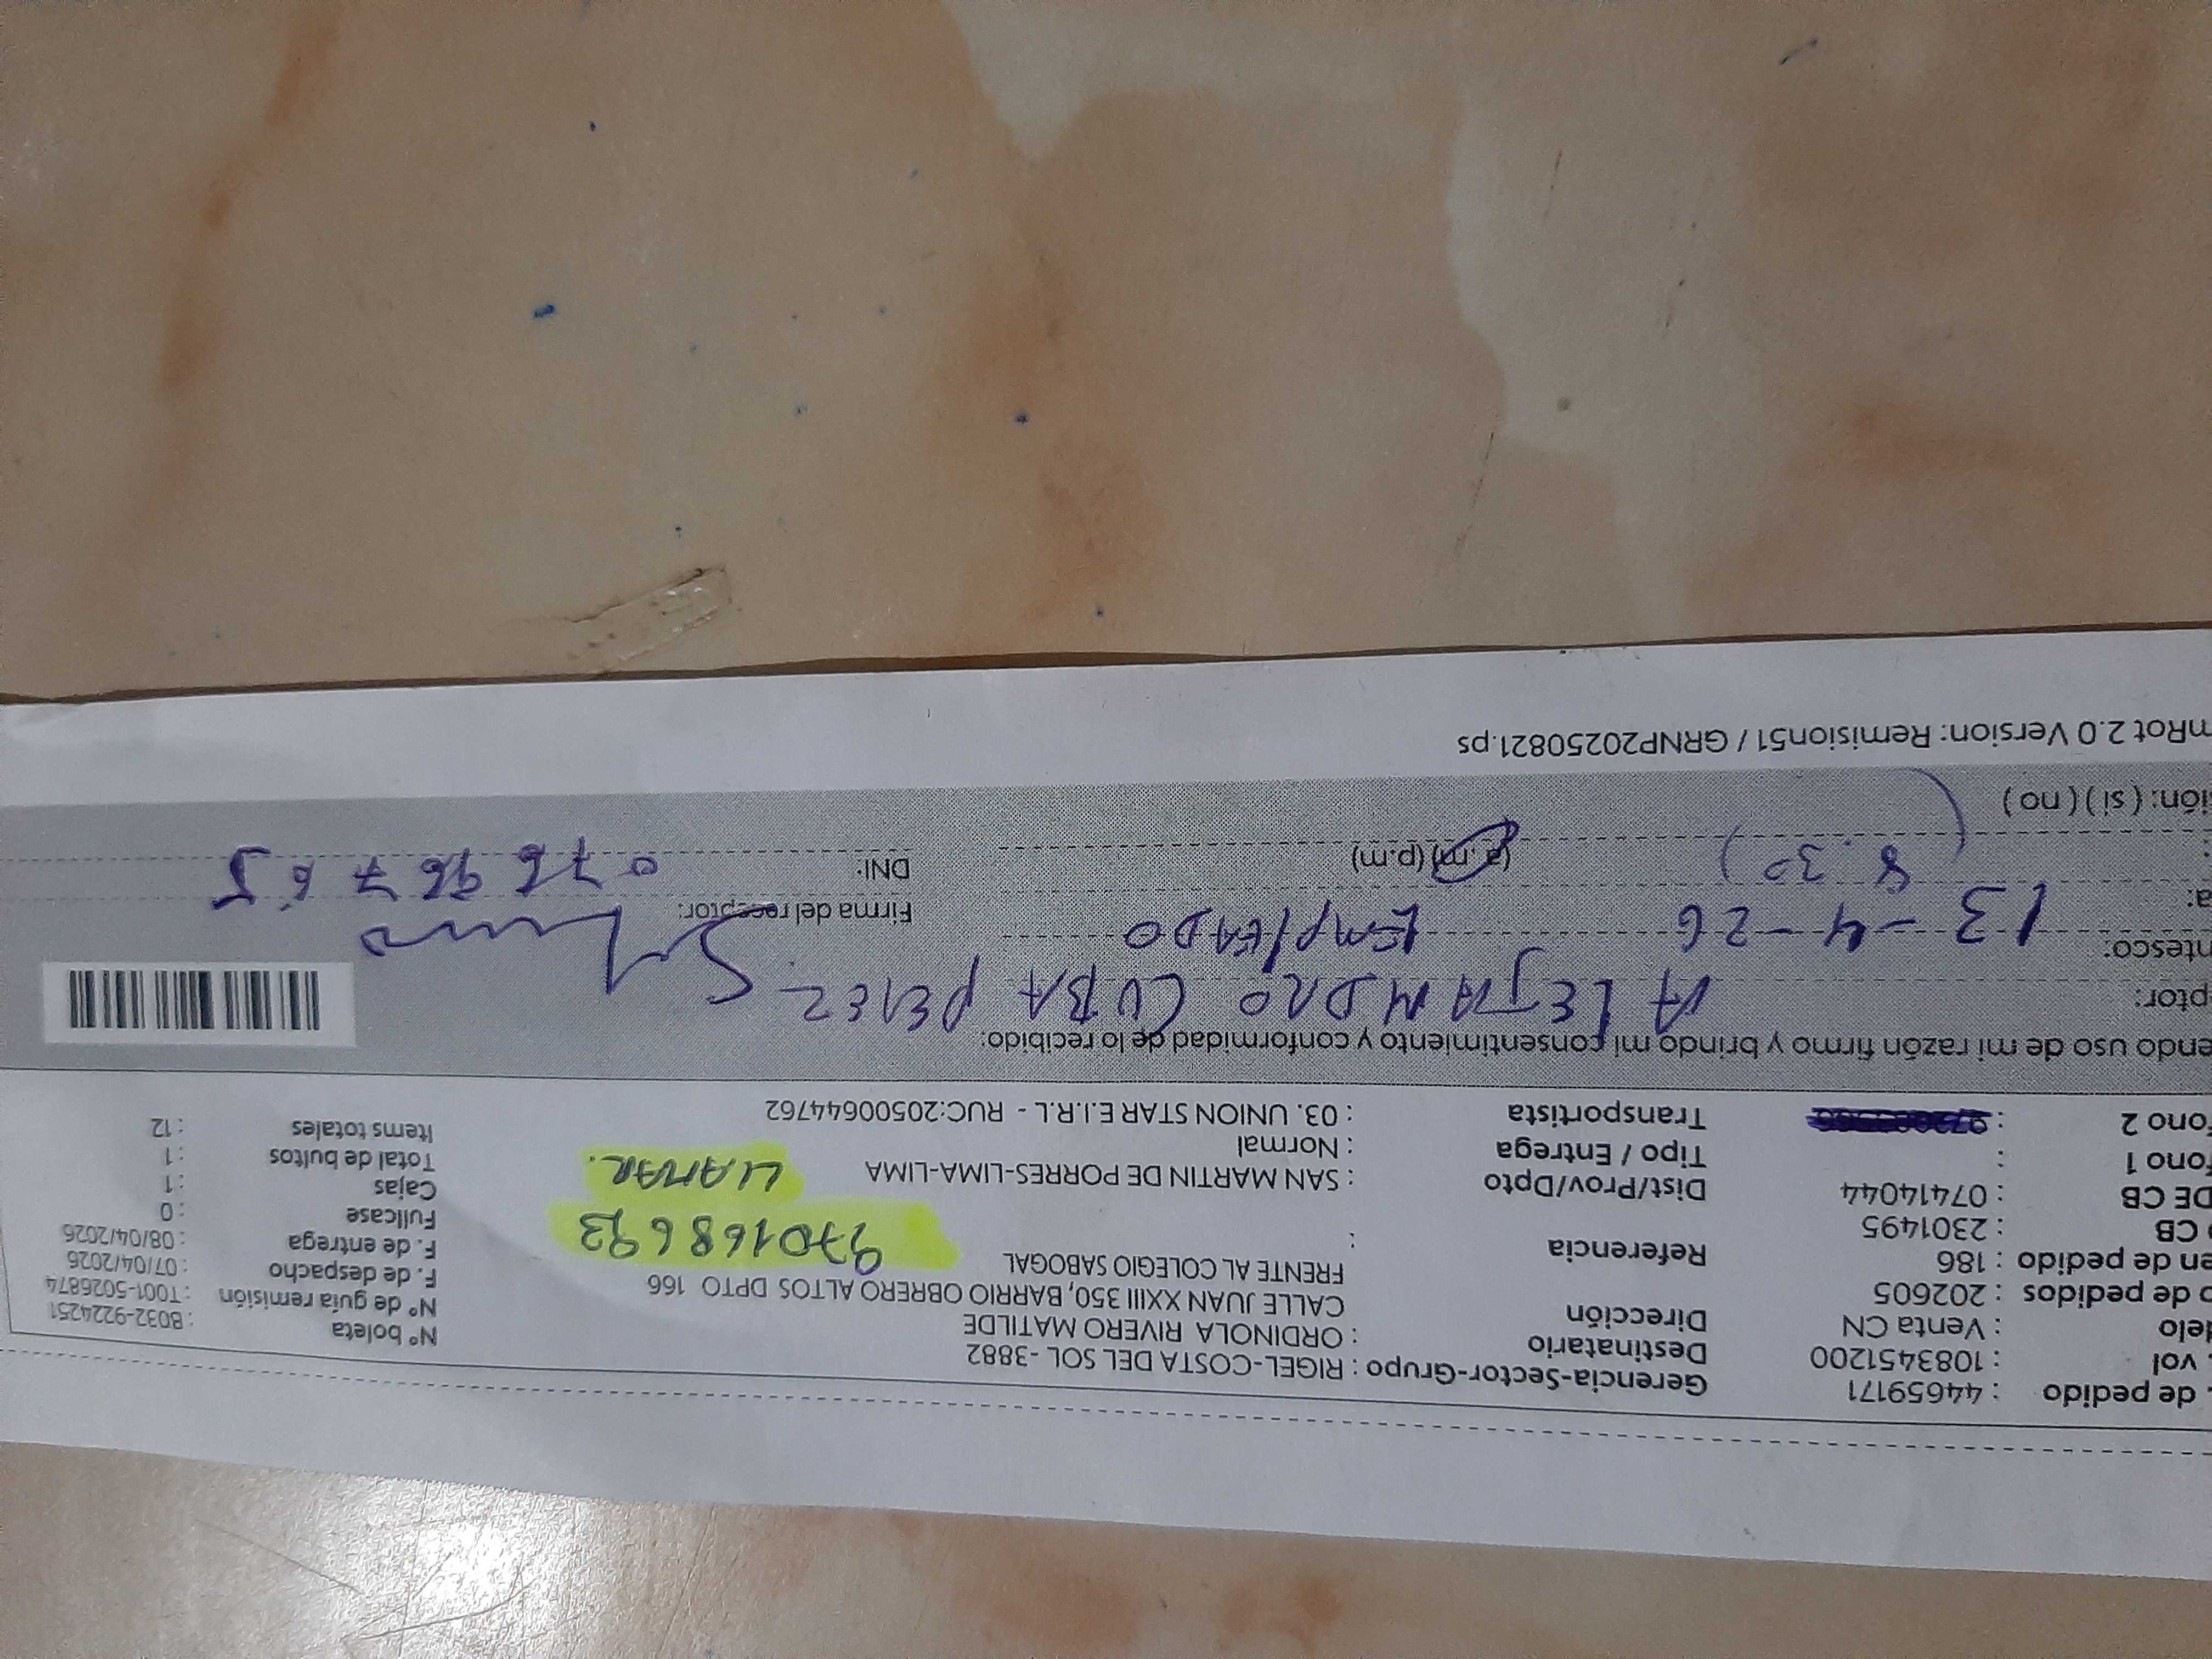 . de pedido : 44659171 Gerencia-Sector-Grupo : RIGEL-COSTA DEL SOL -3882
. vol : 1083451200 Destinatario : ORDINOLA RIVERO MATILDE Nº boleta : B032-9224251
delo : Venta CN Dirección CALLE JUAN XXIII 350, BARRIO OBRERO ALTOS DPTO 166 Nº de guia remisión : T001-5026874
o de pedidos : 202605 FRENTE AL COLEGIO SABOGAL F. de despacho : 07/04/2026
en de pedido : 186 Referencia : 970168693 F. de entrega : 08/04/2026
o CB : 2301495 Fullcase : 0
DE CB : 07414044 Dist/Prov/Dpto : SAN MARTIN DE PORRES-LIMA-LIMA LLAMAR. Cajas : 1
fono 1 : Tipo / Entrega : Normal Total de bultos : 1
fono 2 : Transportista : 03. UNION STAR E.I.R.L - RUC:20500644762 Items totales : 12
endo uso de mi razón firmo y brindo mi consentimiento y conformidad de lo recibido:
ptor: ALEJANDRO CUBA PEREZ
ntesco: EMPLEADO Firma del receptor:
a: 13-4-26
: 8:30 (a.m) (p.m) DNI:
ión: ( si ) ( no )
mRot 2.0 Version: Remision51 / GRNP20250821.ps